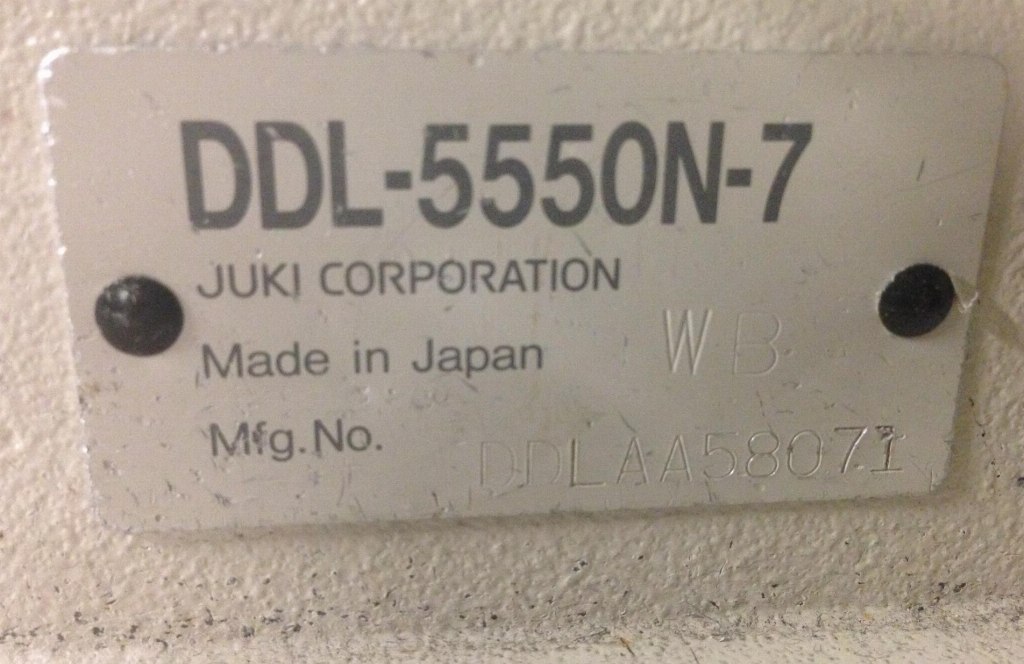 DDL-5550N-7
JUKI CORPORATION
Made in Japan WB
Mfg.No. DDLAA58071